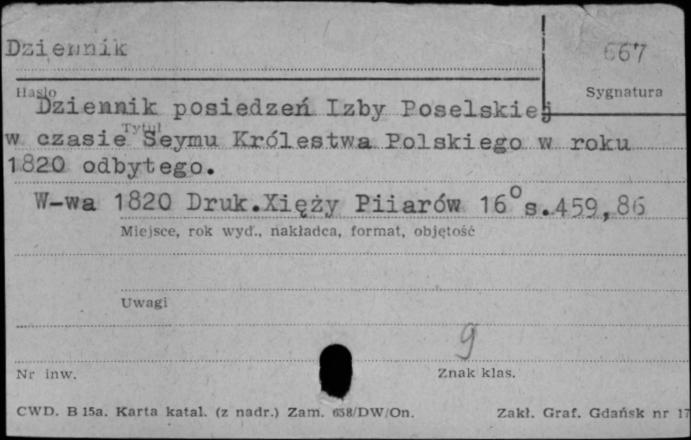 Dziennik
667
Hasło
Sygnatura
Dziennik posiedzeń Izby Poselskiej
Tytuł
w czasie Seymu Królestwa Polskiego w roku
1820 odbytego.
W-wa 1820 Druk.Xięży Piiarów 16° s.459,86
Miejsce, rok wyd., nakładca, format, objętość
Uwagi
9
Nr inw.
Znak klas.
CWD. B 15a. Karta katal. (z nadr.) Zam. 658/DW/On.
Zakł. Graf. Gdańsk nr 17